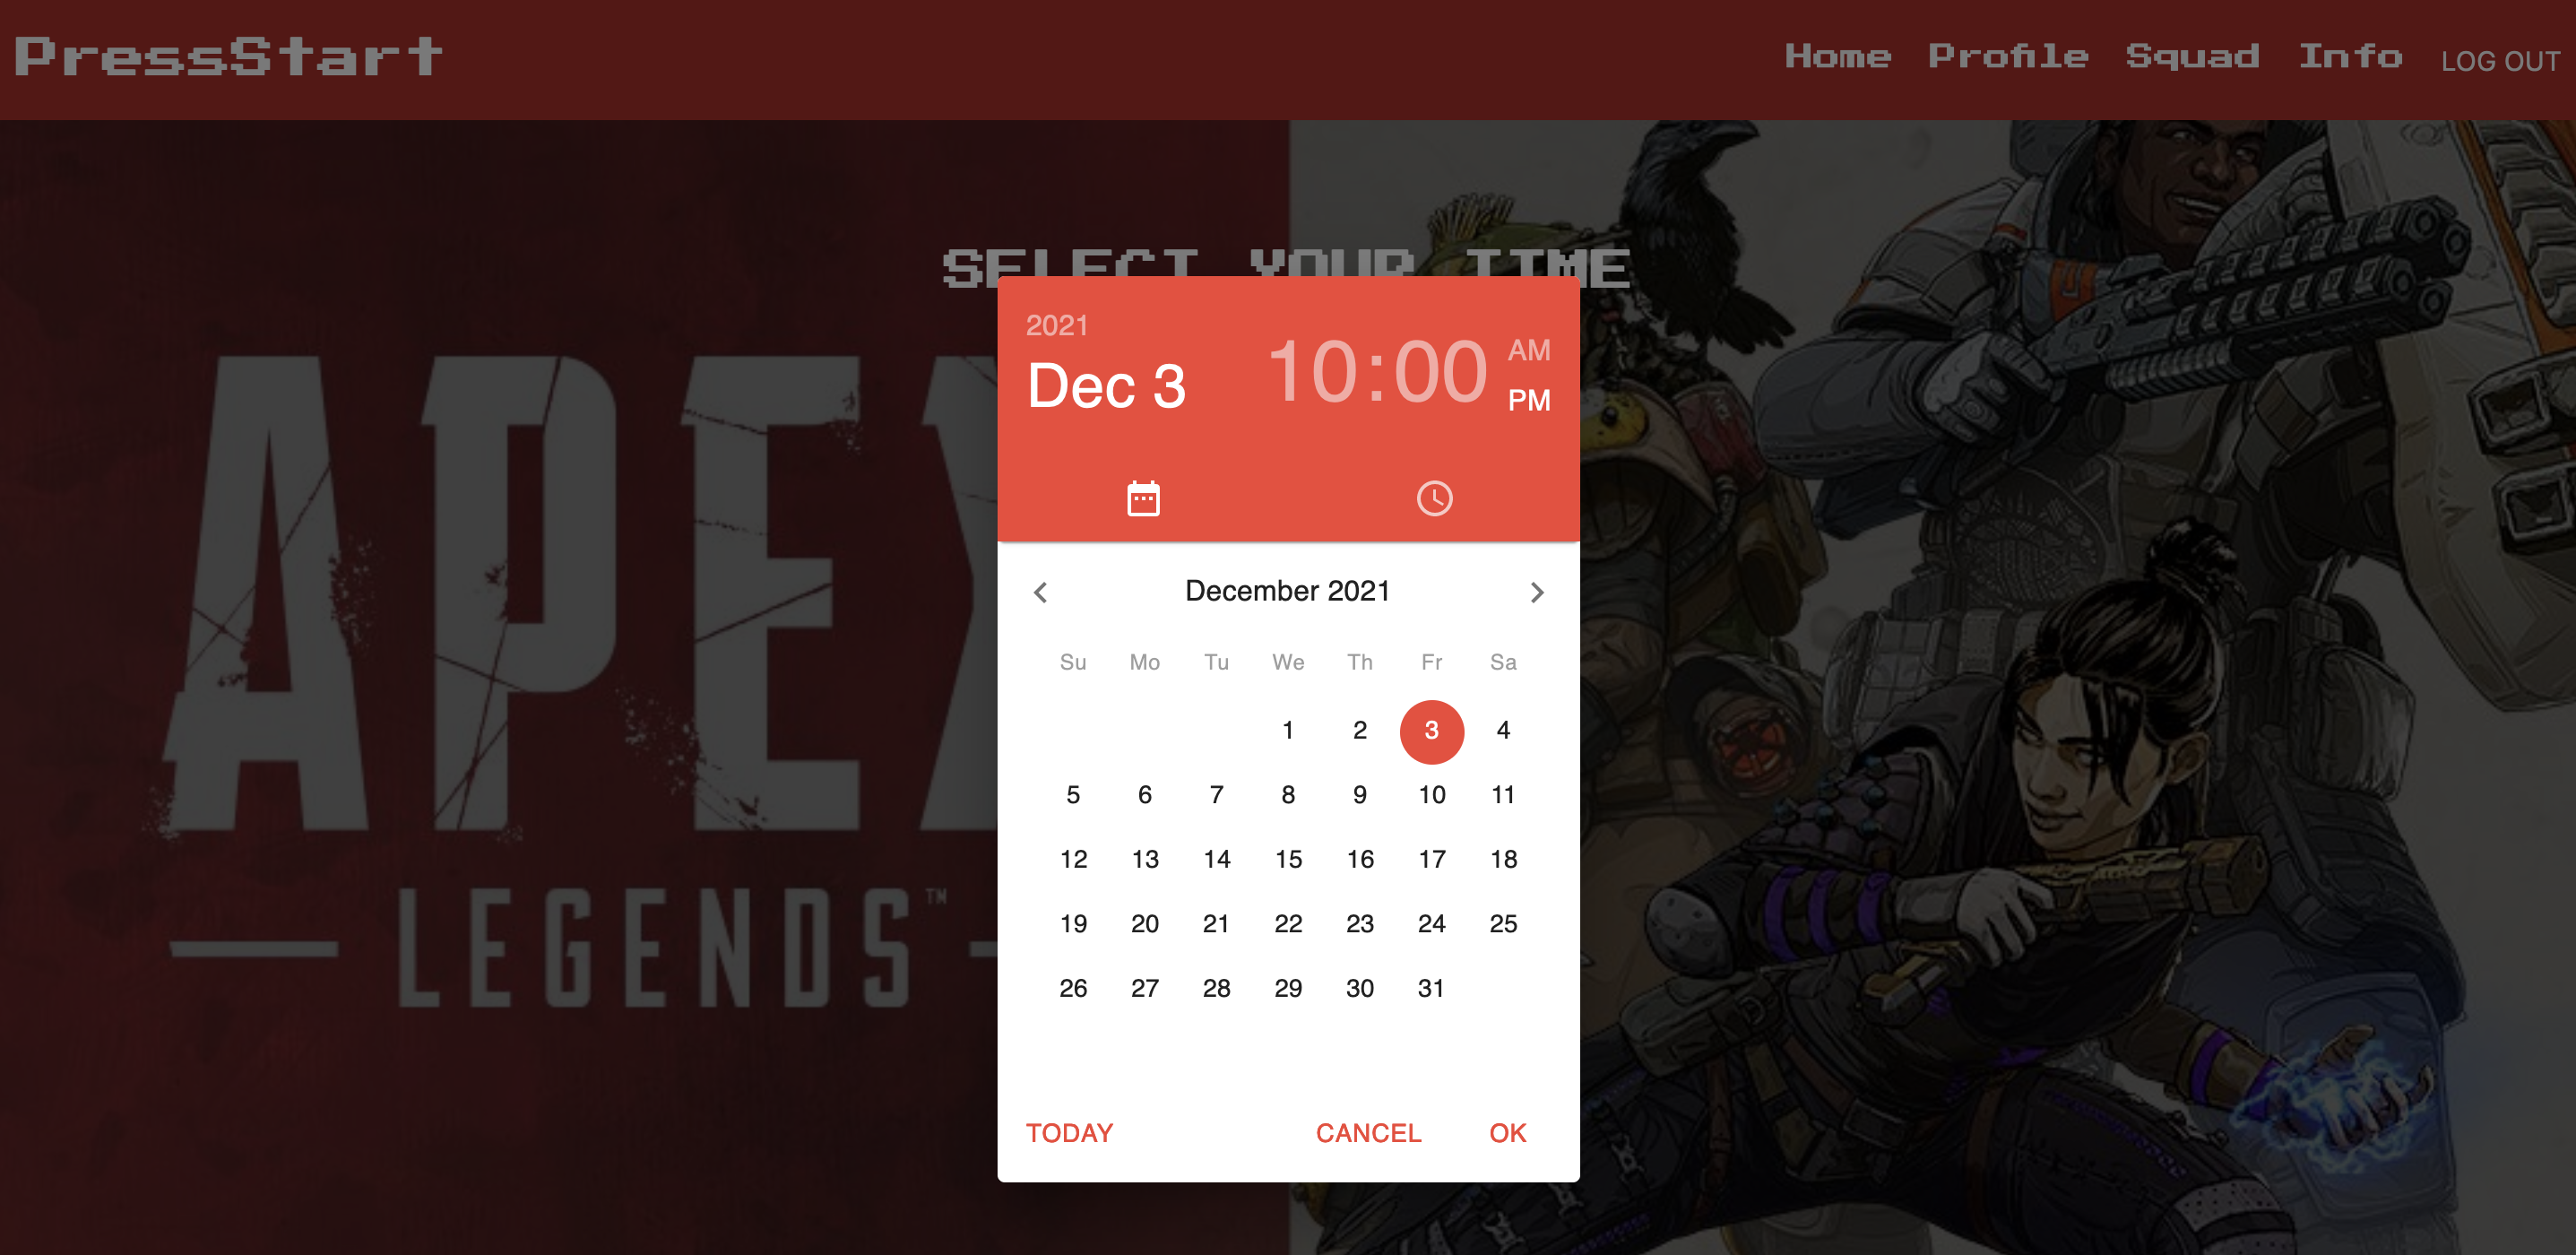 PressStart
Home Profile Squad Info LOG OUT
SELECT YOUR TIME
2021
Dec 3
10:00
AM
PM
December 2021
Su Mo Tu We Th Fr Sa
1 2 3 4
5 6 7 8 9 10 11
12 13 14 15 16 17 18
19 20 21 22 23 24 25
26 27 28 29 30 31
TODAY CANCEL OK
APEX
LEGENDS™